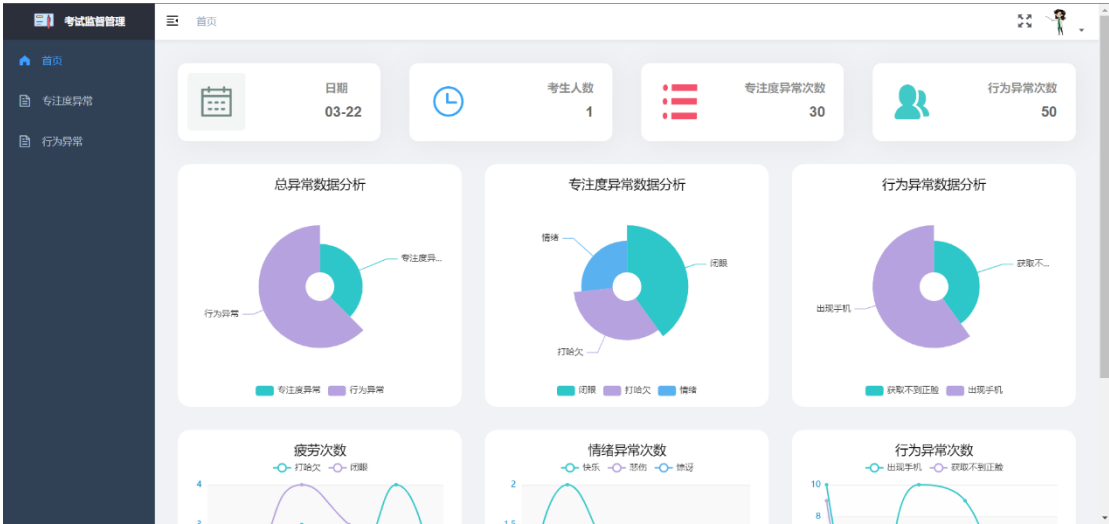 考试监督管理
首页
首页
专注度异常
行为异常
日期
03-22
考生人数
1
专注度异常次数
30
行为异常次数
50
总异常数据分析
专注度异...
行为异常
专注度异常 行为异常
专注度异常数据分析
情绪
闭眼
打哈欠
闭眼 打哈欠 情绪
行为异常数据分析
获取不...
出现手机
获取不到正脸 出现手机
疲劳次数
打哈欠 闭眼
4
3
情绪异常次数
快乐 悲伤 惊讶
2
1.5
行为异常次数
出现手机 获取不到正脸
10
8